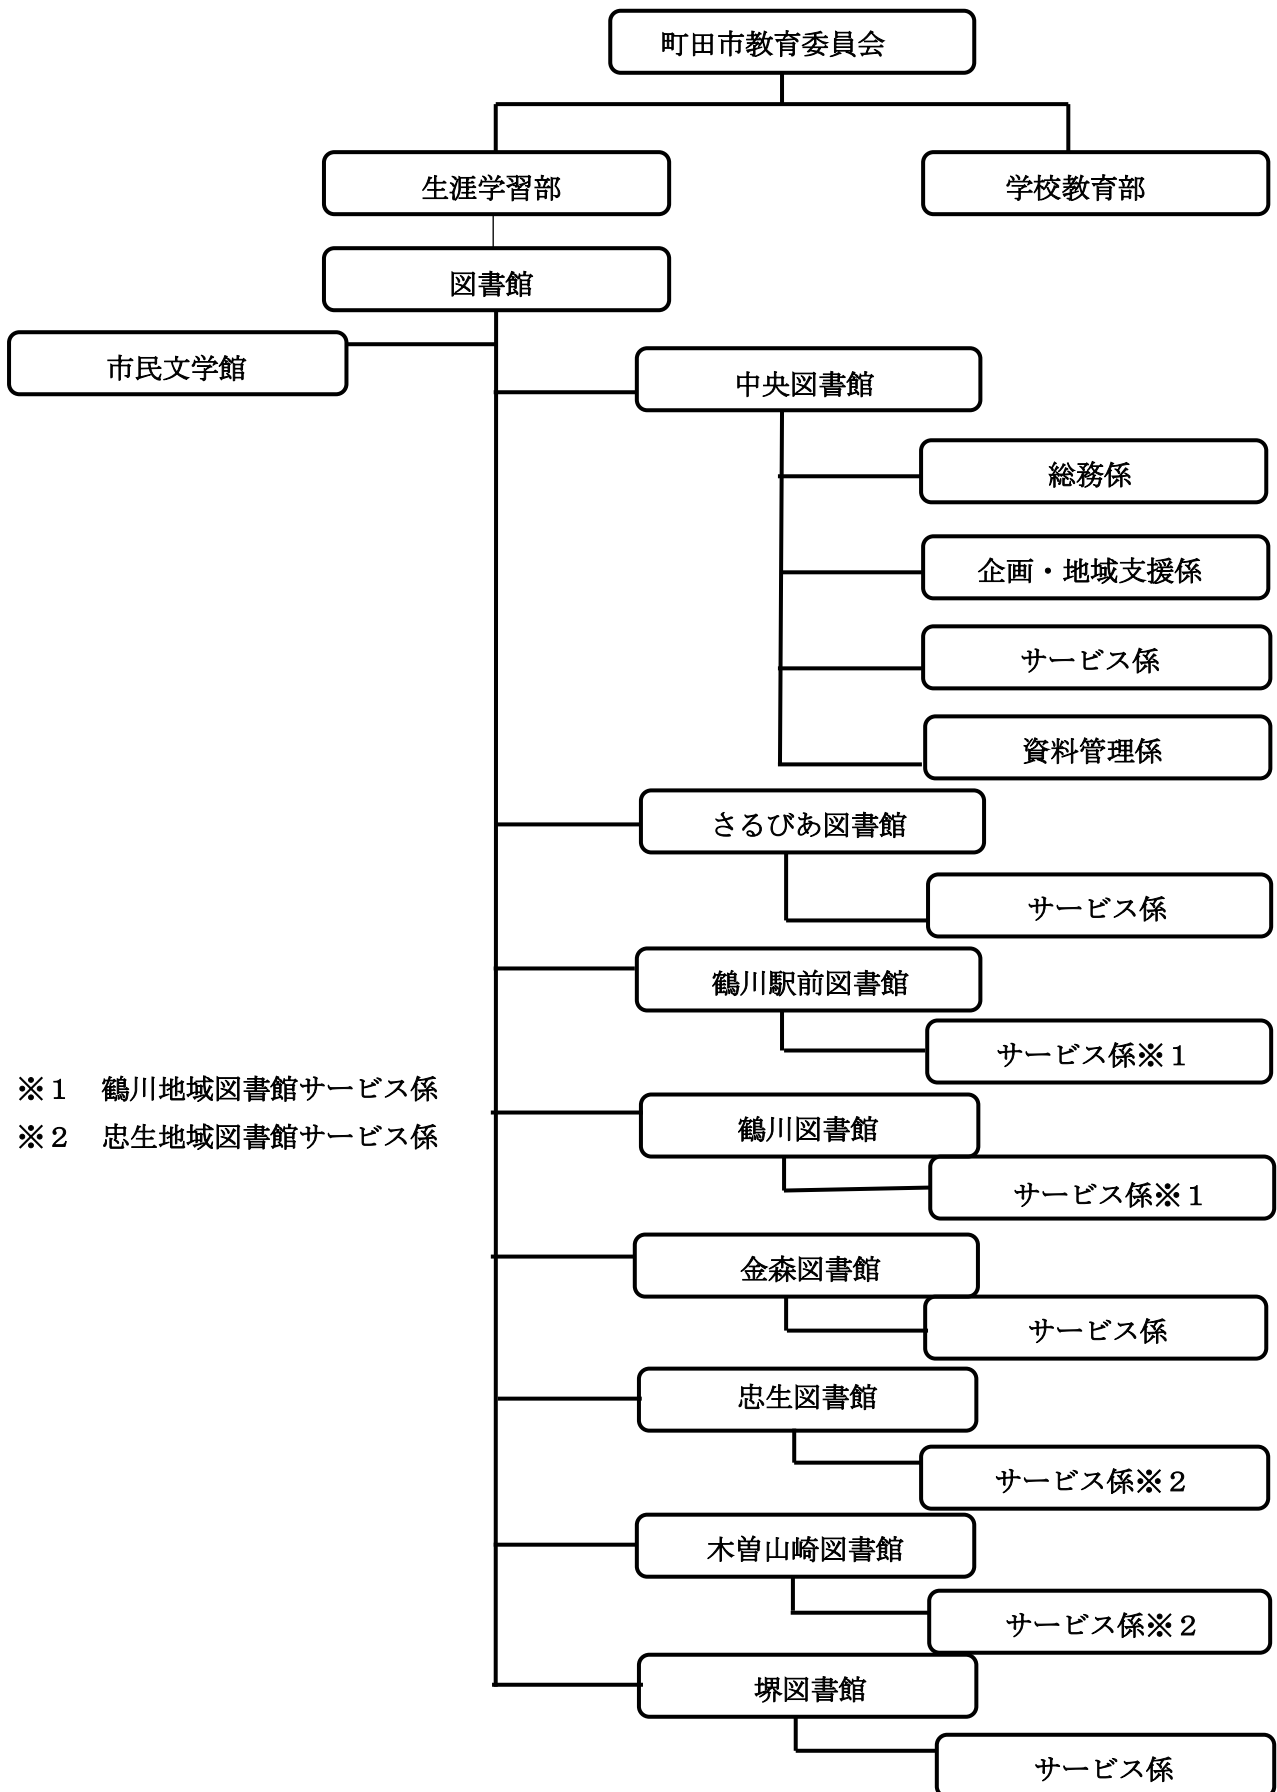 町田市教育委員会
生涯学習部
学校教育部
図書館
市民文学館
中央図書館
総務係
企画・地域支援係
サービス係
資料管理係
さるびあ図書館
サービス係
鶴川駅前図書館
サービス係※１
※１　鶴川地域図書館サービス係
※２　忠生地域図書館サービス係
鶴川図書館
サービス係※１
金森図書館
サービス係
忠生図書館
サービス係※２
木曽山崎図書館
サービス係※２
堺図書館
サービス係